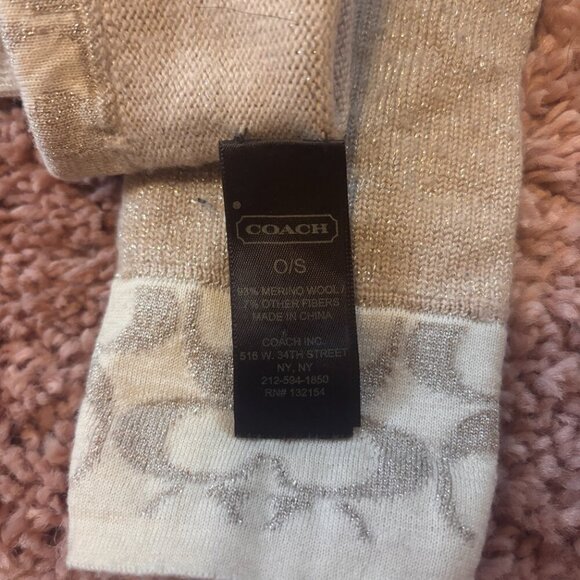 COACH
O/S
93% MERINO WOOL /
7% OTHER FIBERS
MADE IN CHINA
COACH INC.
516 W. 34TH STREET
NY, NY
212-594-1850
RN# 132154